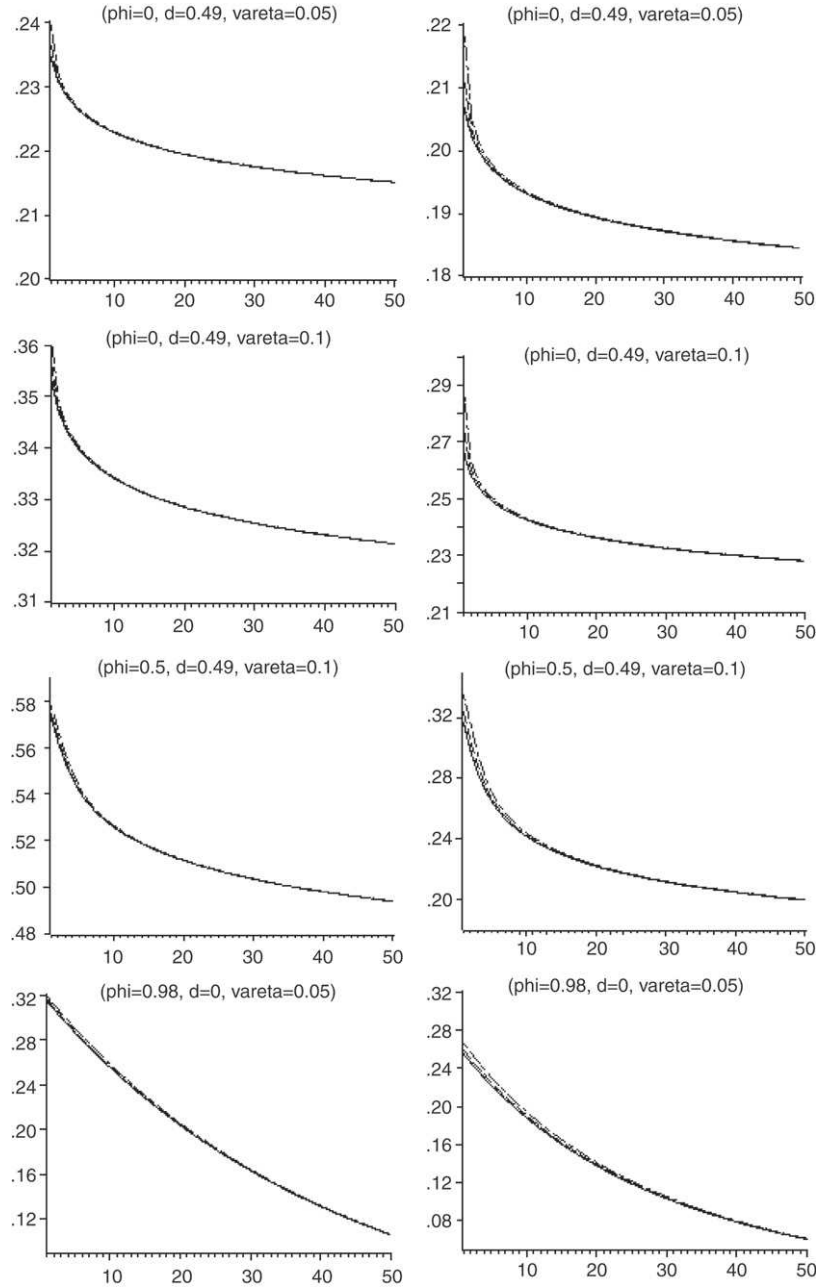 (phi=0, d=0.49, vareta=0.05)
.24
.23
.22
.21
.20
10 20 30 40 50
(phi=0, d=0.49, vareta=0.05)
.22
.21
.20
.19
.18
10 20 30 40 50
(phi=0, d=0.49, vareta=0.1)
.36
.35
.34
.33
.32
.31
10 20 30 40 50
(phi=0, d=0.49, vareta=0.1)
.29
.27
.25
.23
.21
10 20 30 40 50
(phi=0.5, d=0.49, vareta=0.1)
.58
.56
.54
.52
.50
.48
10 20 30 40 50
(phi=0.5, d=0.49, vareta=0.1)
.32
.28
.24
.20
10 20 30 40 50
(phi=0.98, d=0, vareta=0.05)
.32
.28
.24
.20
.16
.12
10 20 30 40 50
(phi=0.98, d=0, vareta=0.05)
.32
.28
.24
.20
.16
.12
.08
10 20 30 40 50